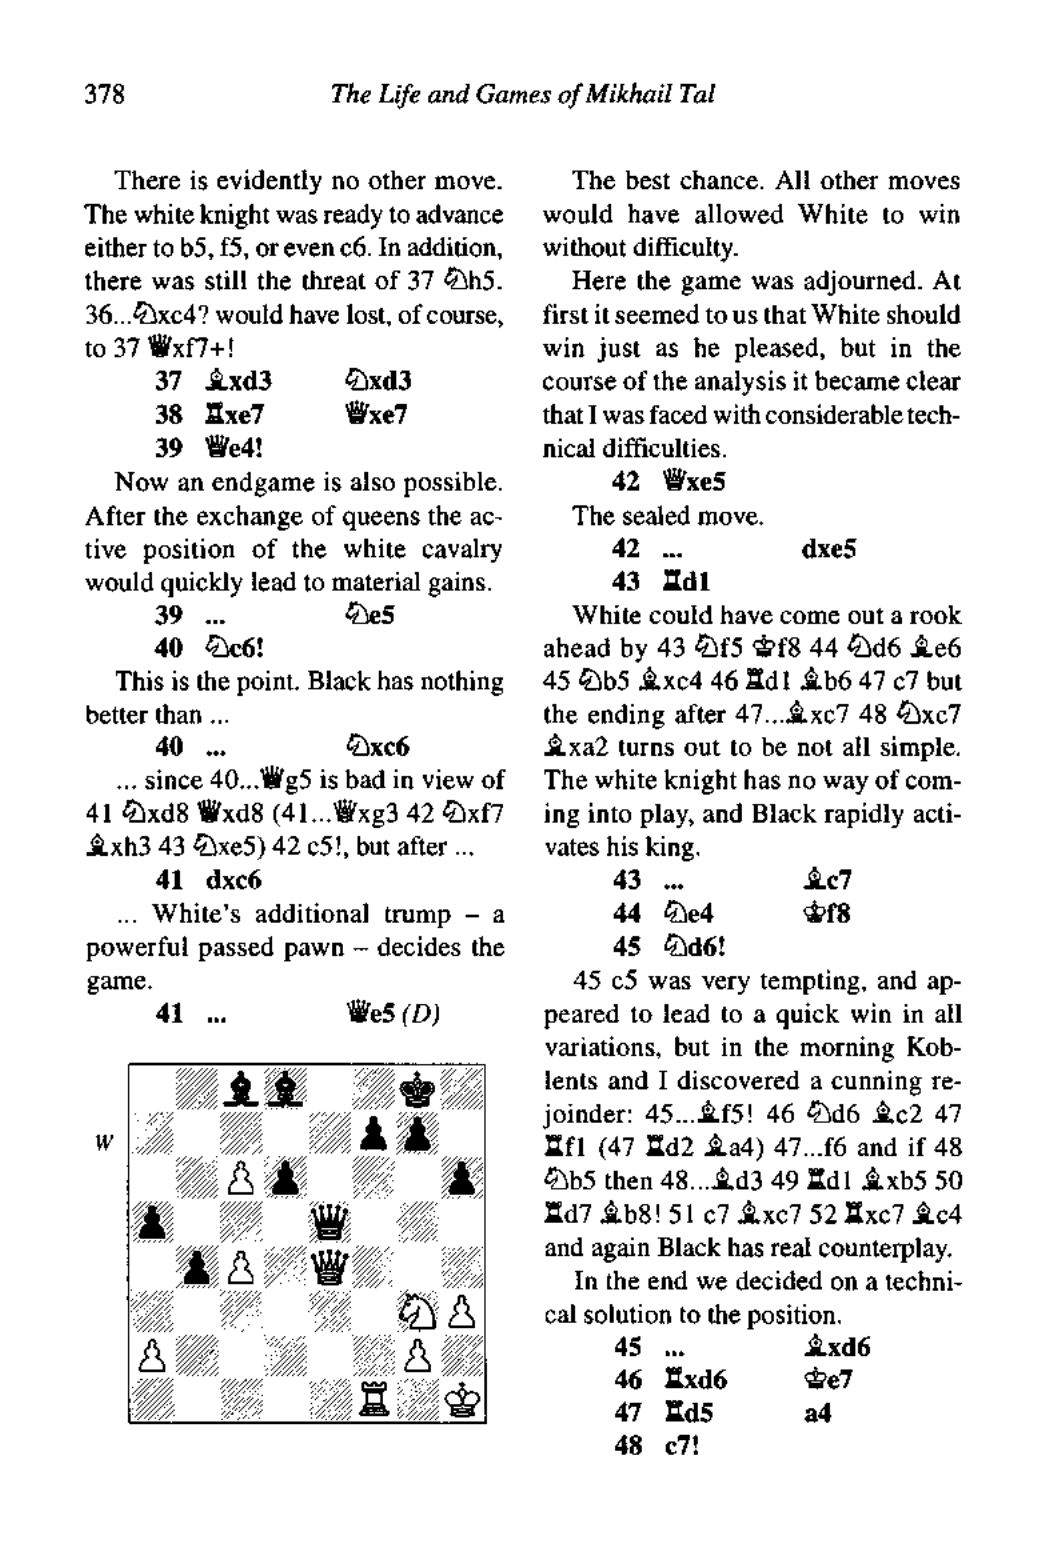 378
The Life and Games of Mikhail Tal
There is evidently no other move.
The white knight was ready to advance
either to b5, f5, or even c6. In addition,
there was still the threat of 37 ♘h5.
36...♘xc4? would have lost, of course,
to 37 ♕xf7+!
37 ♗xd3 ♘xd3
38 ♖xe7 ♕xe7
39 ♕e4!
Now an endgame is also possible.
After the exchange of queens the ac-
tive position of the white cavalry
would quickly lead to material gains.
39 ... ♘e5
40 ♘c6!
This is the point. Black has nothing
better than ...
40 ... ♘xc6
... since 40...♕g5 is bad in view of
41 ♘xd8 ♕xd8 (41...♕xg3 42 ♘xf7
♗xh3 43 ♘xe5) 42 c5!, but after ...
41 dxc6
... White's additional trump – a
powerful passed pawn – decides the
game.
41 ... ♕e5 (D)
W
The best chance. All other moves
would have allowed White to win
without difficulty.
Here the game was adjourned. At
first it seemed to us that White should
win just as he pleased, but in the
course of the analysis it became clear
that I was faced with considerable tech-
nical difficulties.
42 ♕xe5
The sealed move.
42 ... dxe5
43 ♖d1
White could have come out a rook
ahead by 43 ♘f5 ♔f8 44 ♘d6 ♗e6
45 ♘b5 ♗xc4 46 ♖d1 ♗b6 47 c7 but
the ending after 47...♗xc7 48 ♘xc7
♗xa2 turns out to be not all simple.
The white knight has no way of com-
ing into play, and Black rapidly acti-
vates his king.
43 ... ♗c7
44 ♘e4 ♔f8
45 ♘d6!
45 c5 was very tempting, and ap-
peared to lead to a quick win in all
variations, but in the morning Kob-
lents and I discovered a cunning re-
joinder: 45...♗f5! 46 ♘d6 ♗c2 47
♖f1 (47 ♖d2 ♗a4) 47...f6 and if 48
♘b5 then 48...♗d3 49 ♖d1 ♗xb5 50
♖d7 ♗b8! 51 c7 ♗xc7 52 ♖xc7 ♗c4
and again Black has real counterplay.
In the end we decided on a techni-
cal solution to the position.
45 ... ♗xd6
46 ♖xd6 ♔e7
47 ♖d5 a4
48 c7!